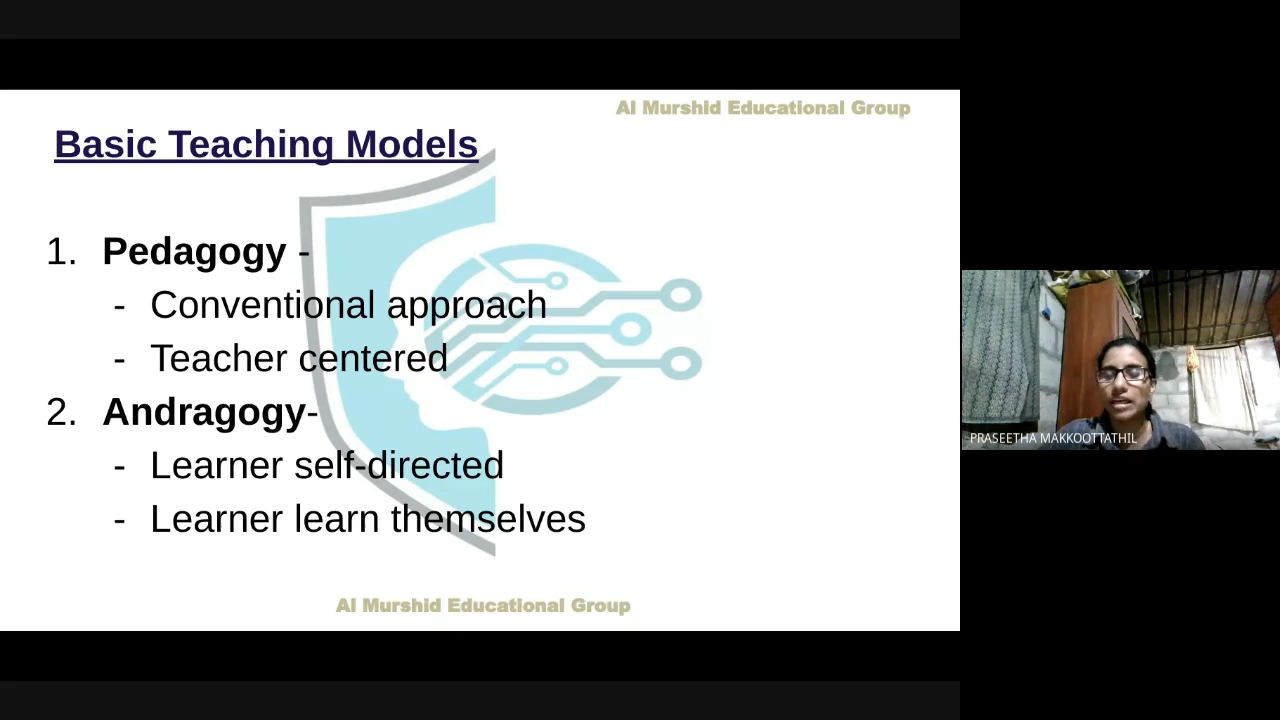 Al Murshid Educational Group
Basic Teaching Models
1. Pedagogy -
- Conventional approach
- Teacher centered
2. Andragogy-
- Learner self-directed
- Learner learn themselves
Al Murshid Educational Group
PRASEETHA MAKKOOTTATHIL